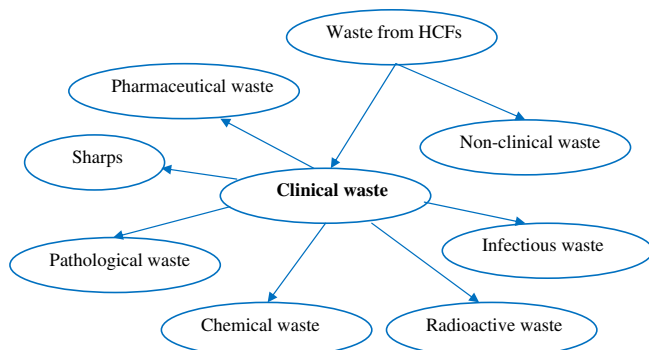 Waste from HCFs
Pharmaceutical waste
Non-clinical waste
Sharps
Clinical waste
Infectious waste
Pathological waste
Chemical waste
Radioactive waste